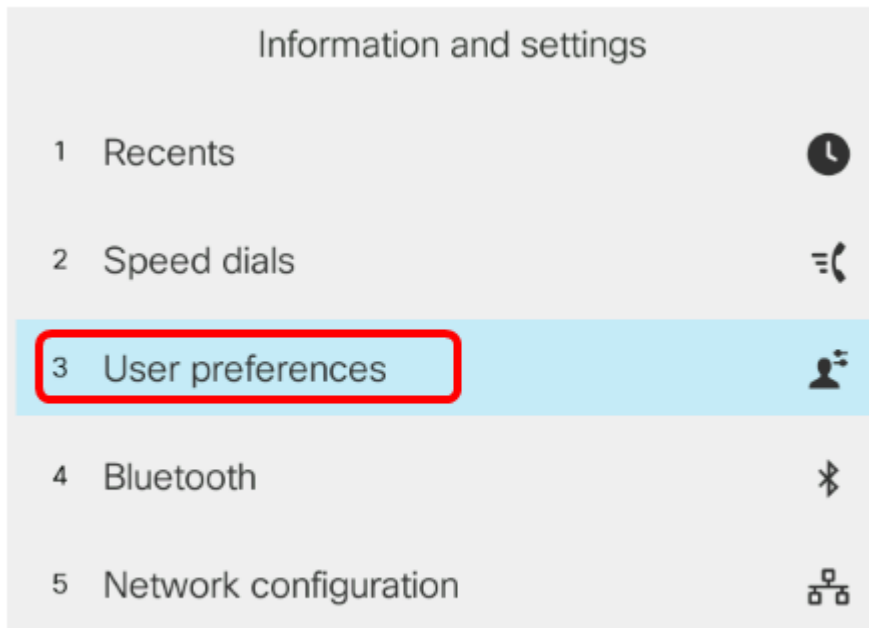 Information and settings
1 Recents
2 Speed dials
3 User preferences
4 Bluetooth
5 Network configuration